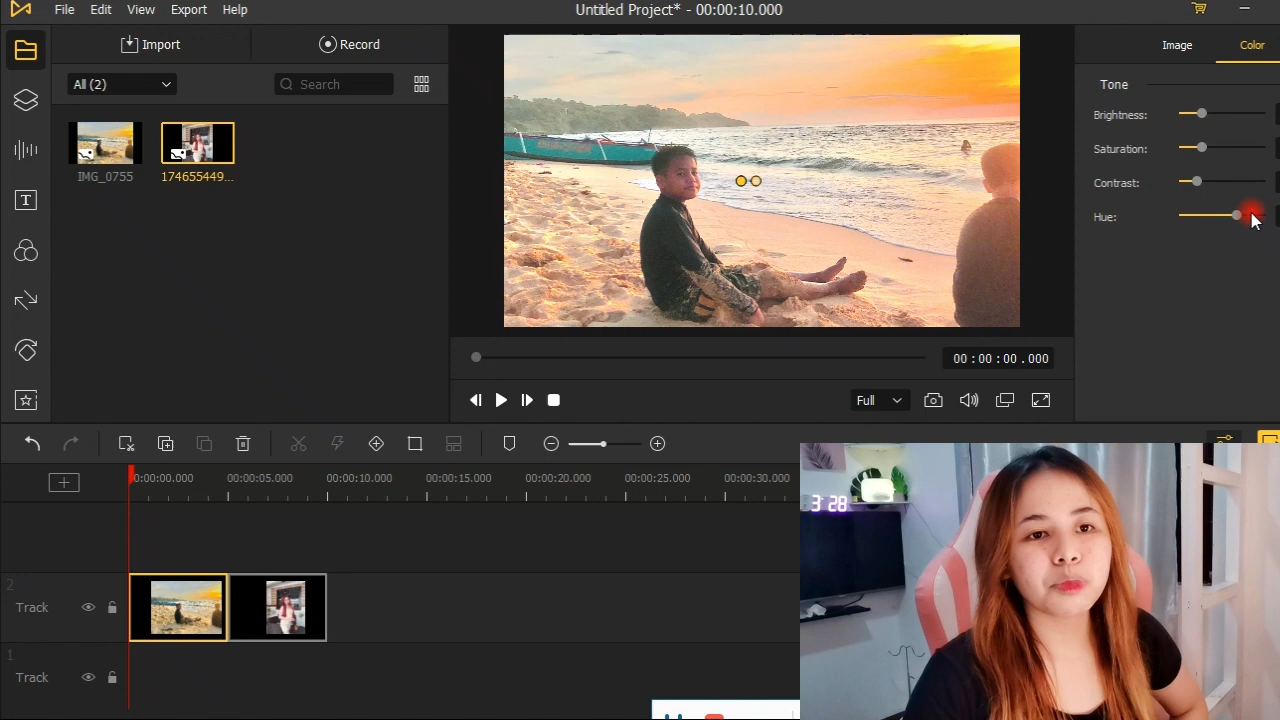 File Edit View Export Help
Untitled Project* - 00:00:10.000
Import
Record
Image
Color
All (2)
Search
Tone
Brightness:
Saturation:
Contrast:
Hue:
IMG_0755
174655449...
00:00:00.000
Full
0:00:00.000 00:00:05.000 00:00:10.000 00:00:15.000 00:00:20.000 00:00:25.000 00:00:30.000
3 28
2
Track
1
Track